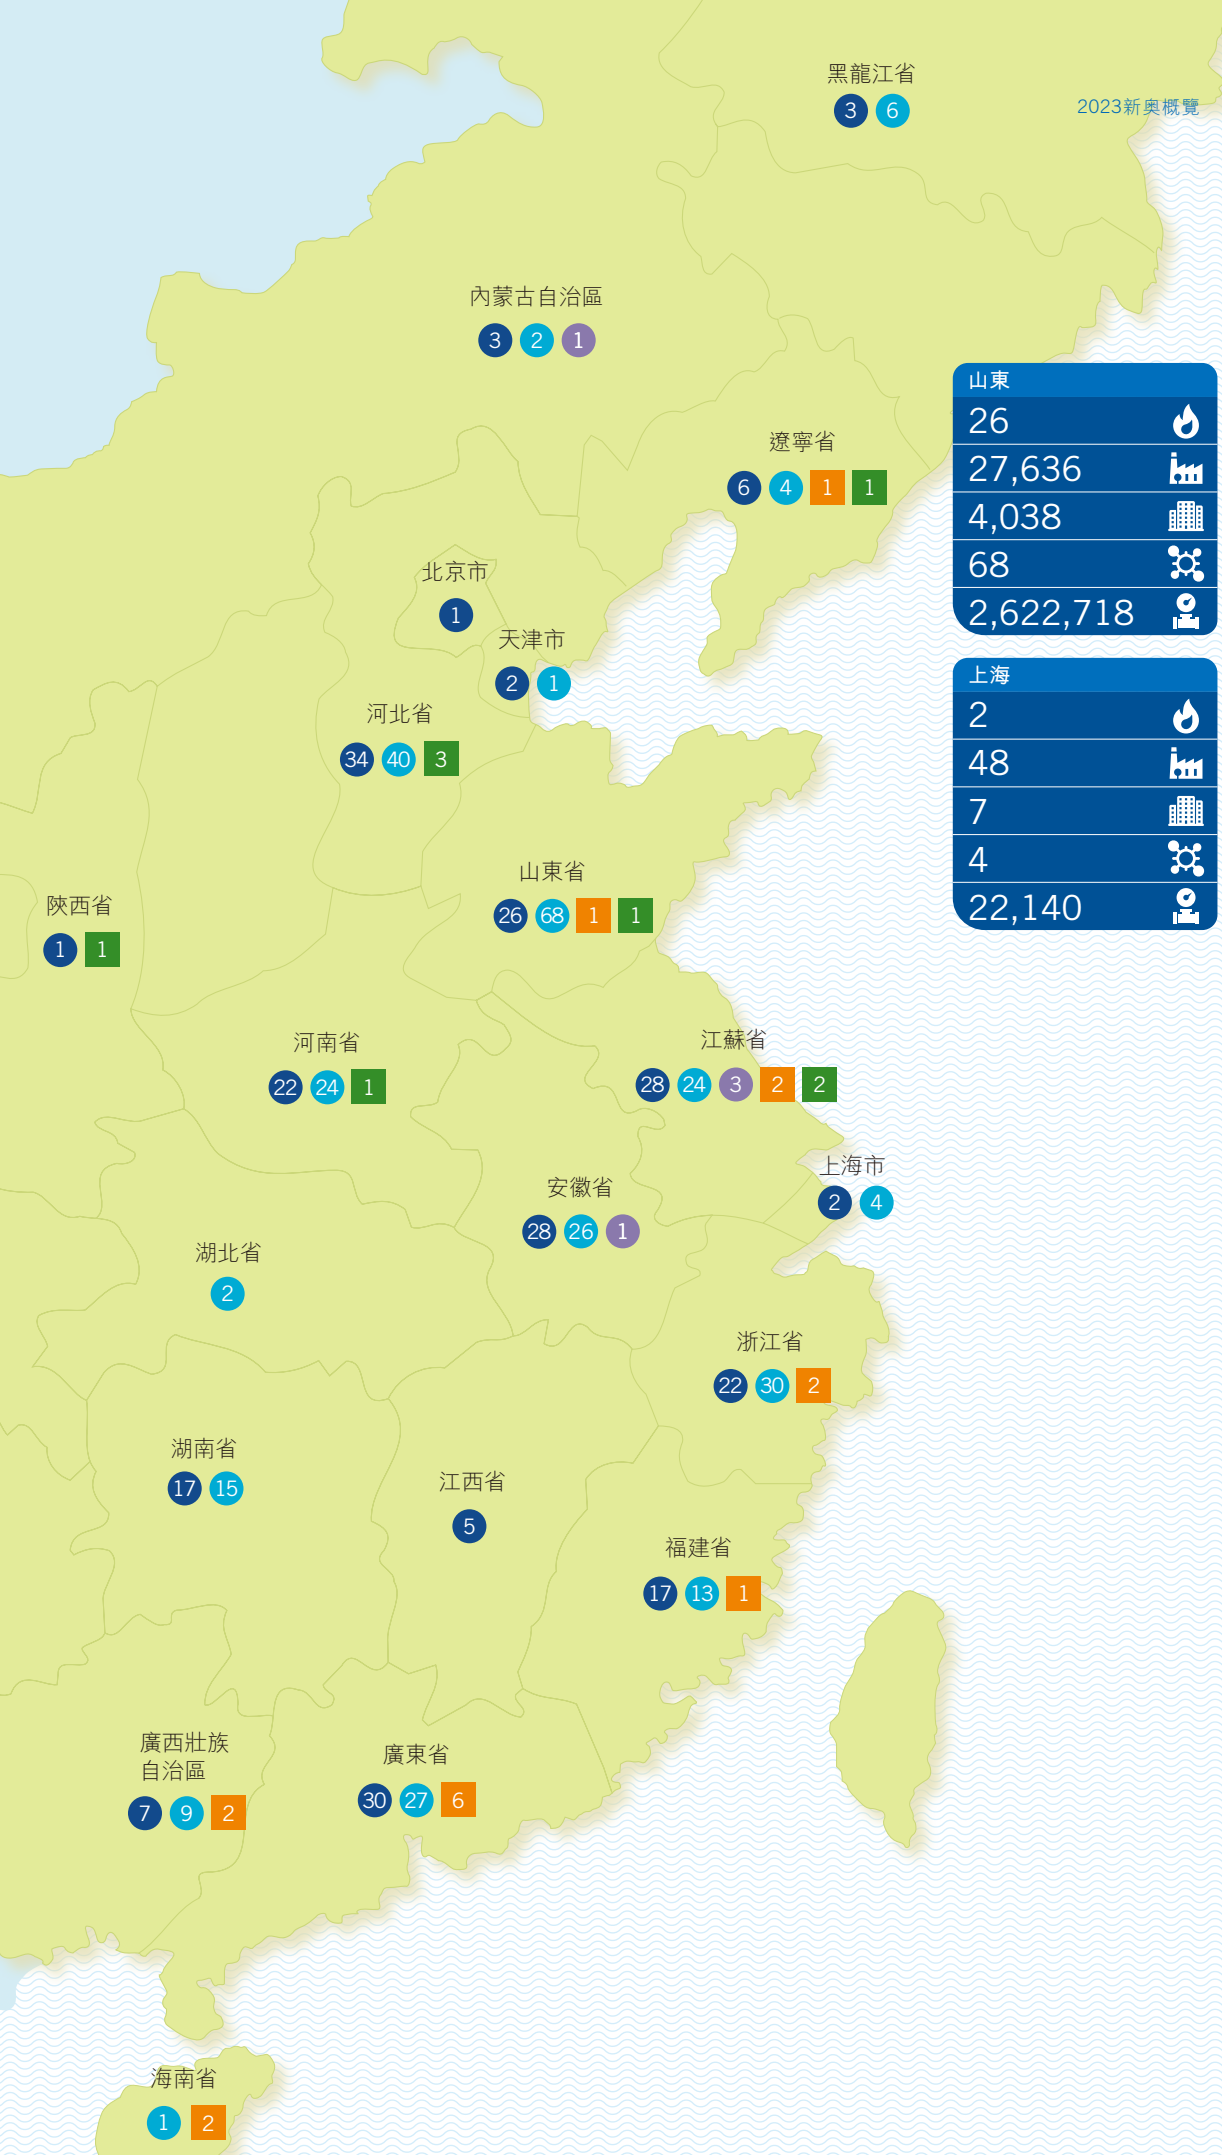 黑龍江省
3 6
2023新奥概覽
內蒙古自治區
3 2 1
遼寧省
6 4 1 1
山東
26
27,636
4,038
68
2,622,718
北京市
1
天津市
2 1
上海
2
48
7
4
22,140
河北省
34 40 3
山東省
26 68 1 1
陝西省
1 1
河南省
22 24 1
江蘇省
28 24 3 2 2
上海市
2 4
安徽省
28 26 1
湖北省
2
浙江省
22 30 2
湖南省
17 15
江西省
5
福建省
17 13 1
廣西壯族
自治區
7 9 2
廣東省
30 27 6
海南省
1 2